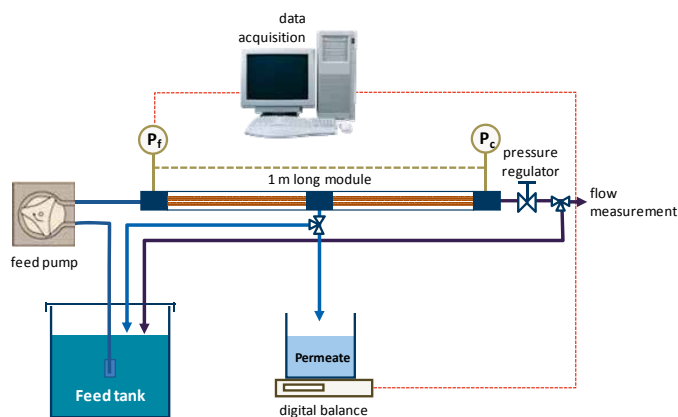 data
acquisition
Pf
Pc
pressure
regulator
1 m long module
flow
measurement
feed pump
Permeate
Feed tank
digital balance